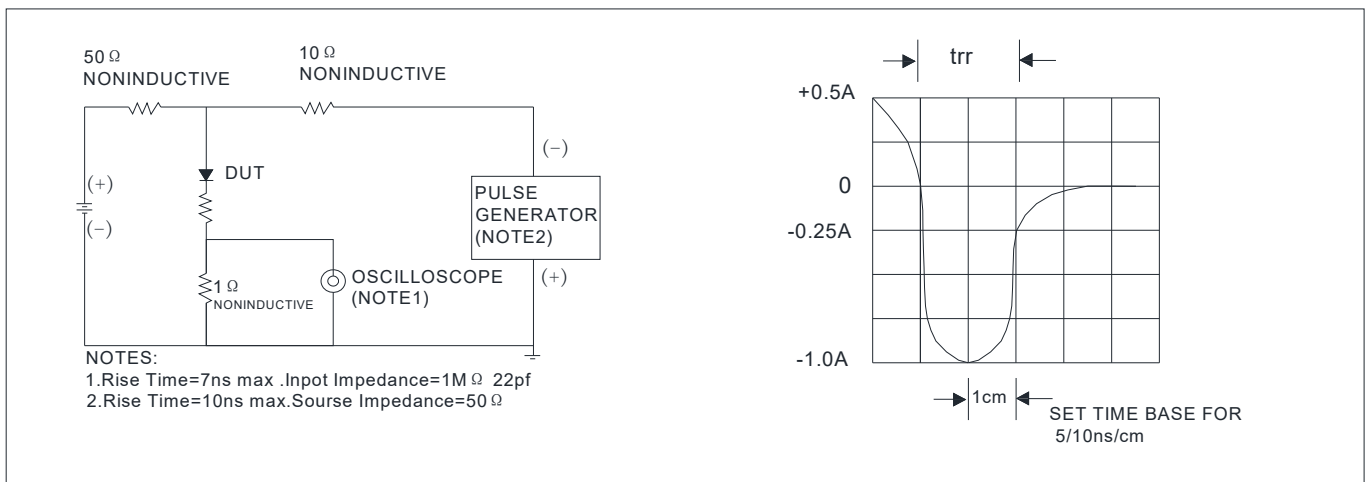 50 Ω
NONINDUCTIVE
10 Ω
NONINDUCTIVE
(+)
(−)
DUT
1 Ω
NONINDUCTIVE
OSCILLOSCOPE
(NOTE1)
(−)
PULSE
GENERATOR
(NOTE2)
(+)
NOTES:
1.Rise Time=7ns max .Inpot Impedance=1M Ω 22pf
2.Rise Time=10ns max.Sourse Impedance=50 Ω
trr
+0.5A
0
-0.25A
-1.0A
1cm
SET TIME BASE FOR
5/10ns/cm